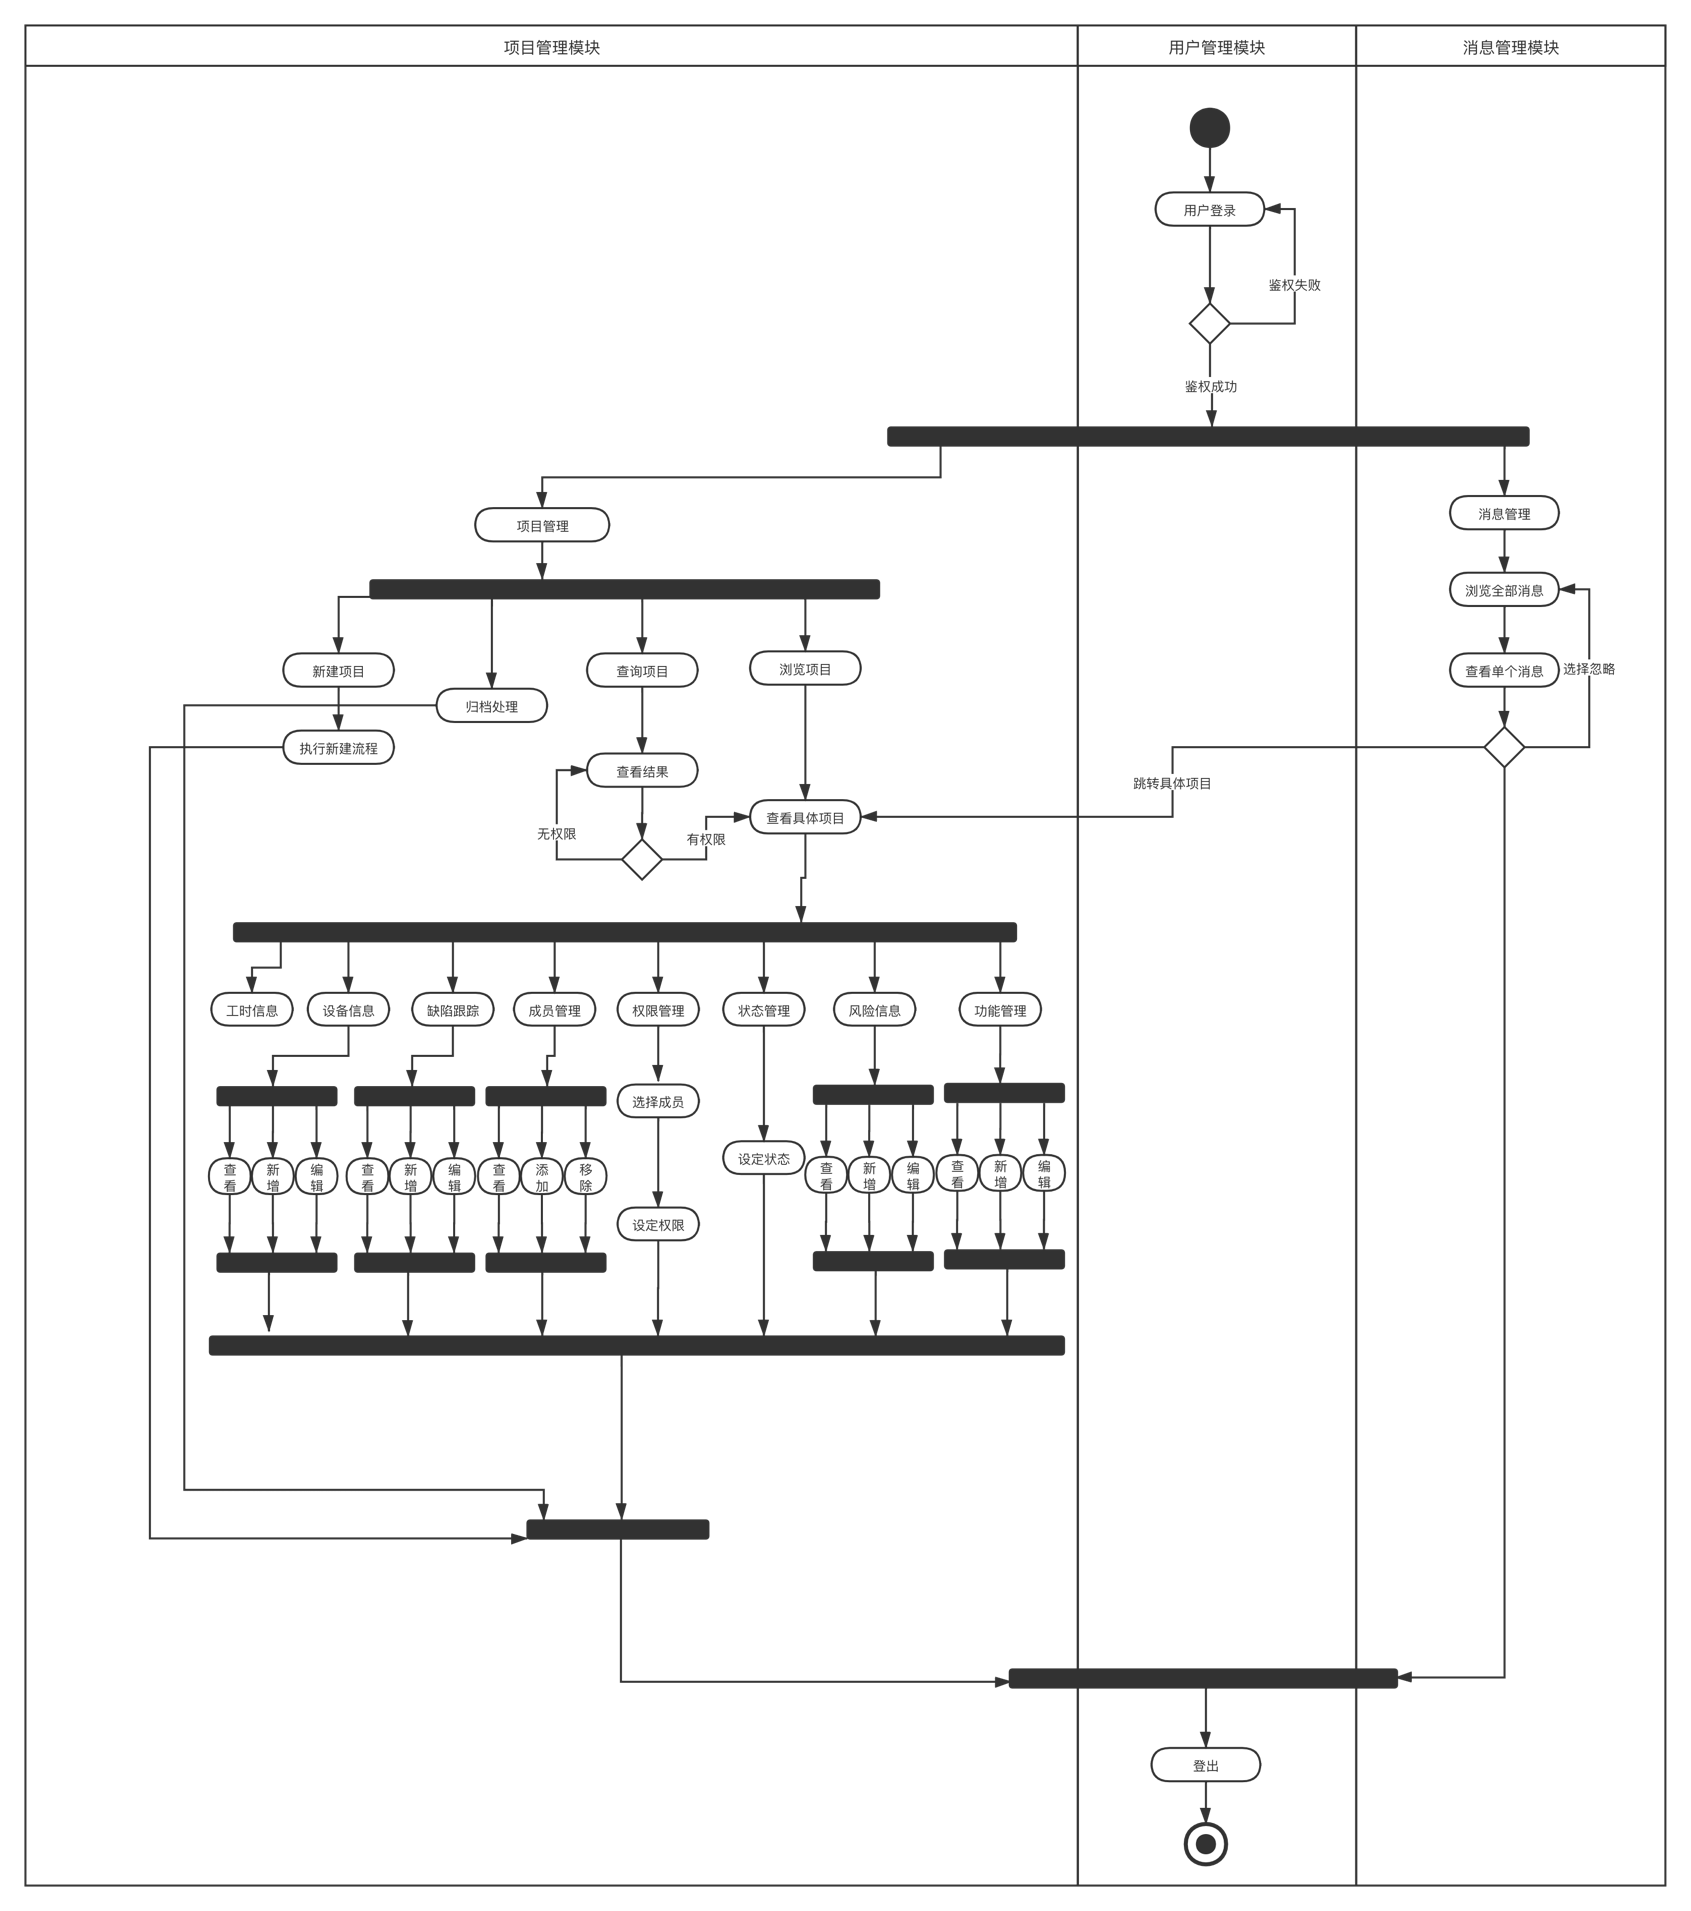 项目管理模块
用户管理模块
消息管理模块
用户登录
鉴权失败
鉴权成功
项目管理
消息管理
浏览全部消息
新建项目
查询项目
浏览项目
查看单个消息
选择忽略
归档处理
执行新建流程
查看结果
跳转具体项目
查看具体项目
无权限
有权限
工时信息
设备信息
缺陷跟踪
成员管理
权限管理
状态管理
风险信息
功能管理
选择成员
设定状态
查看
新增
编辑
查看
新增
编辑
查看
添加
移除
查看
新增
编辑
查看
新增
编辑
设定权限
登出